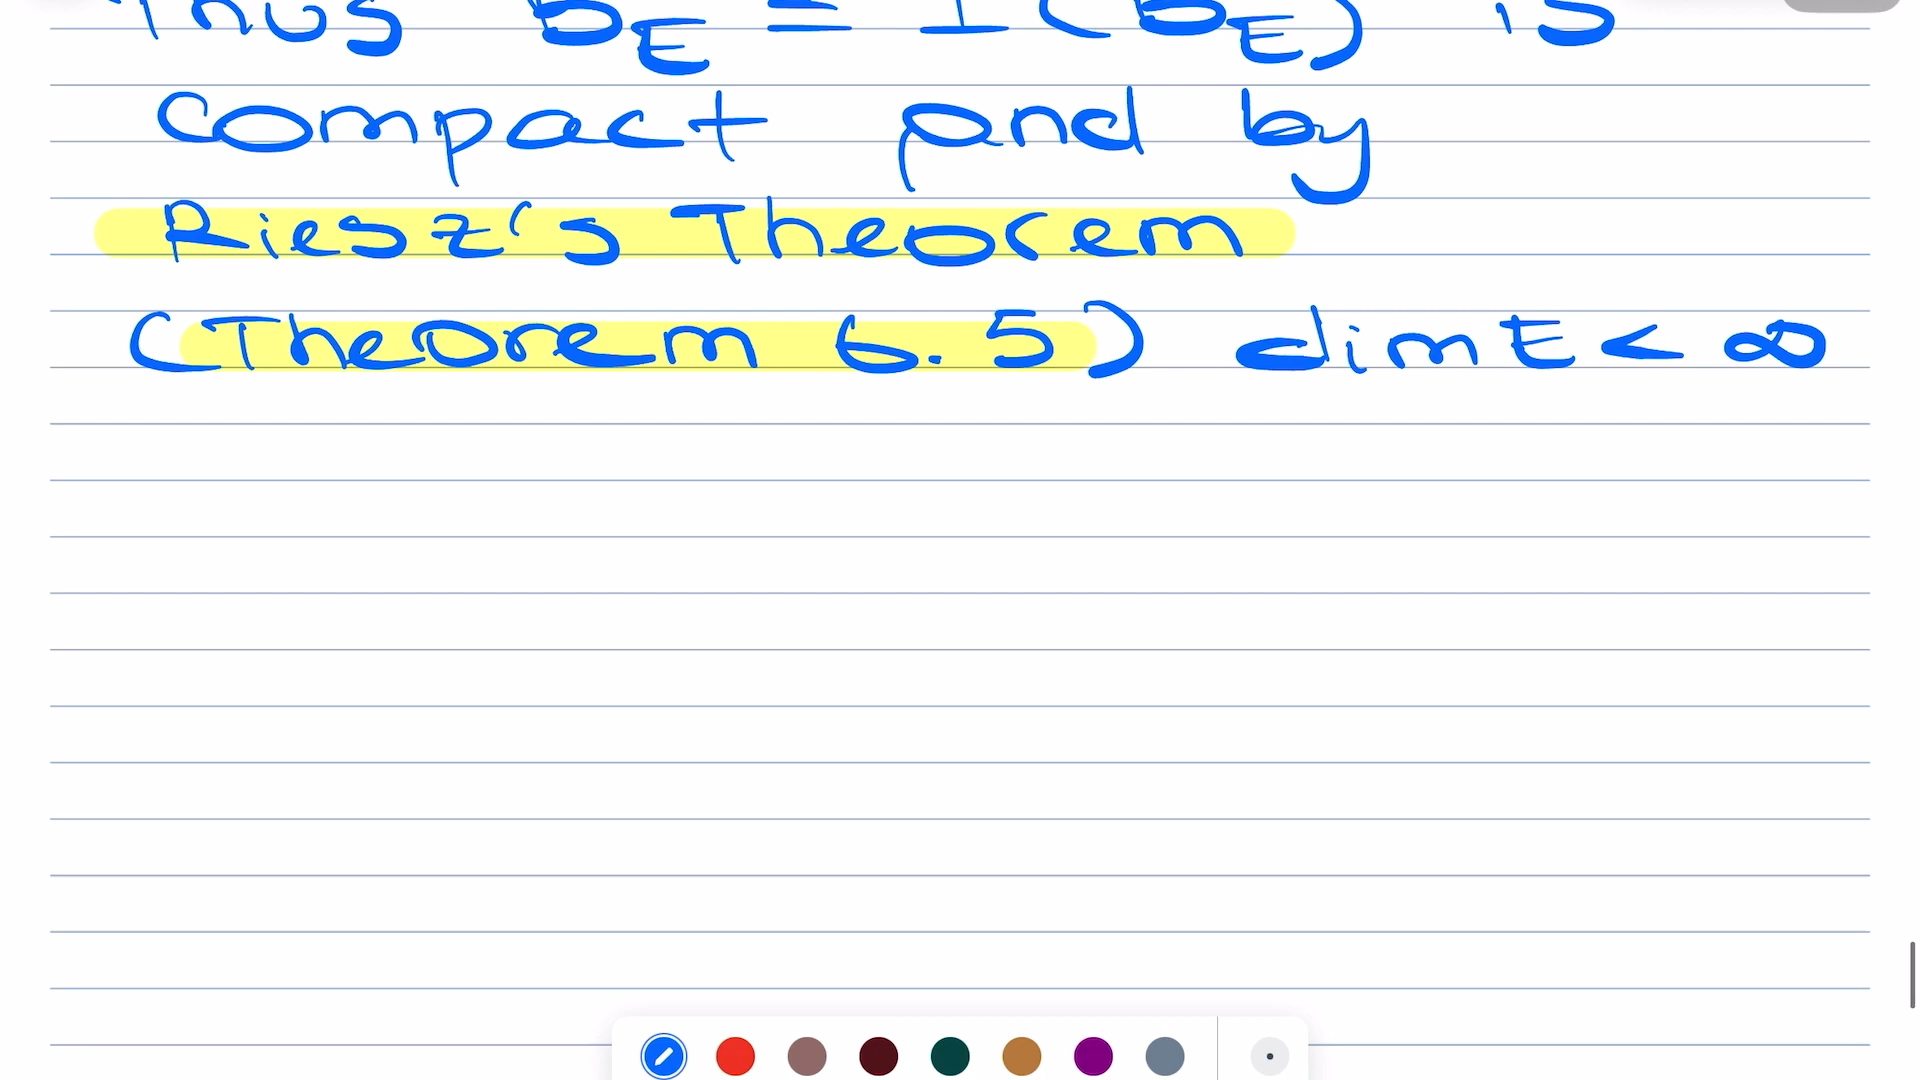 Thus B_E = I(B_E) is
compact and by
Riesz's Theorem
(Theorem 6.5) dim E < ∞